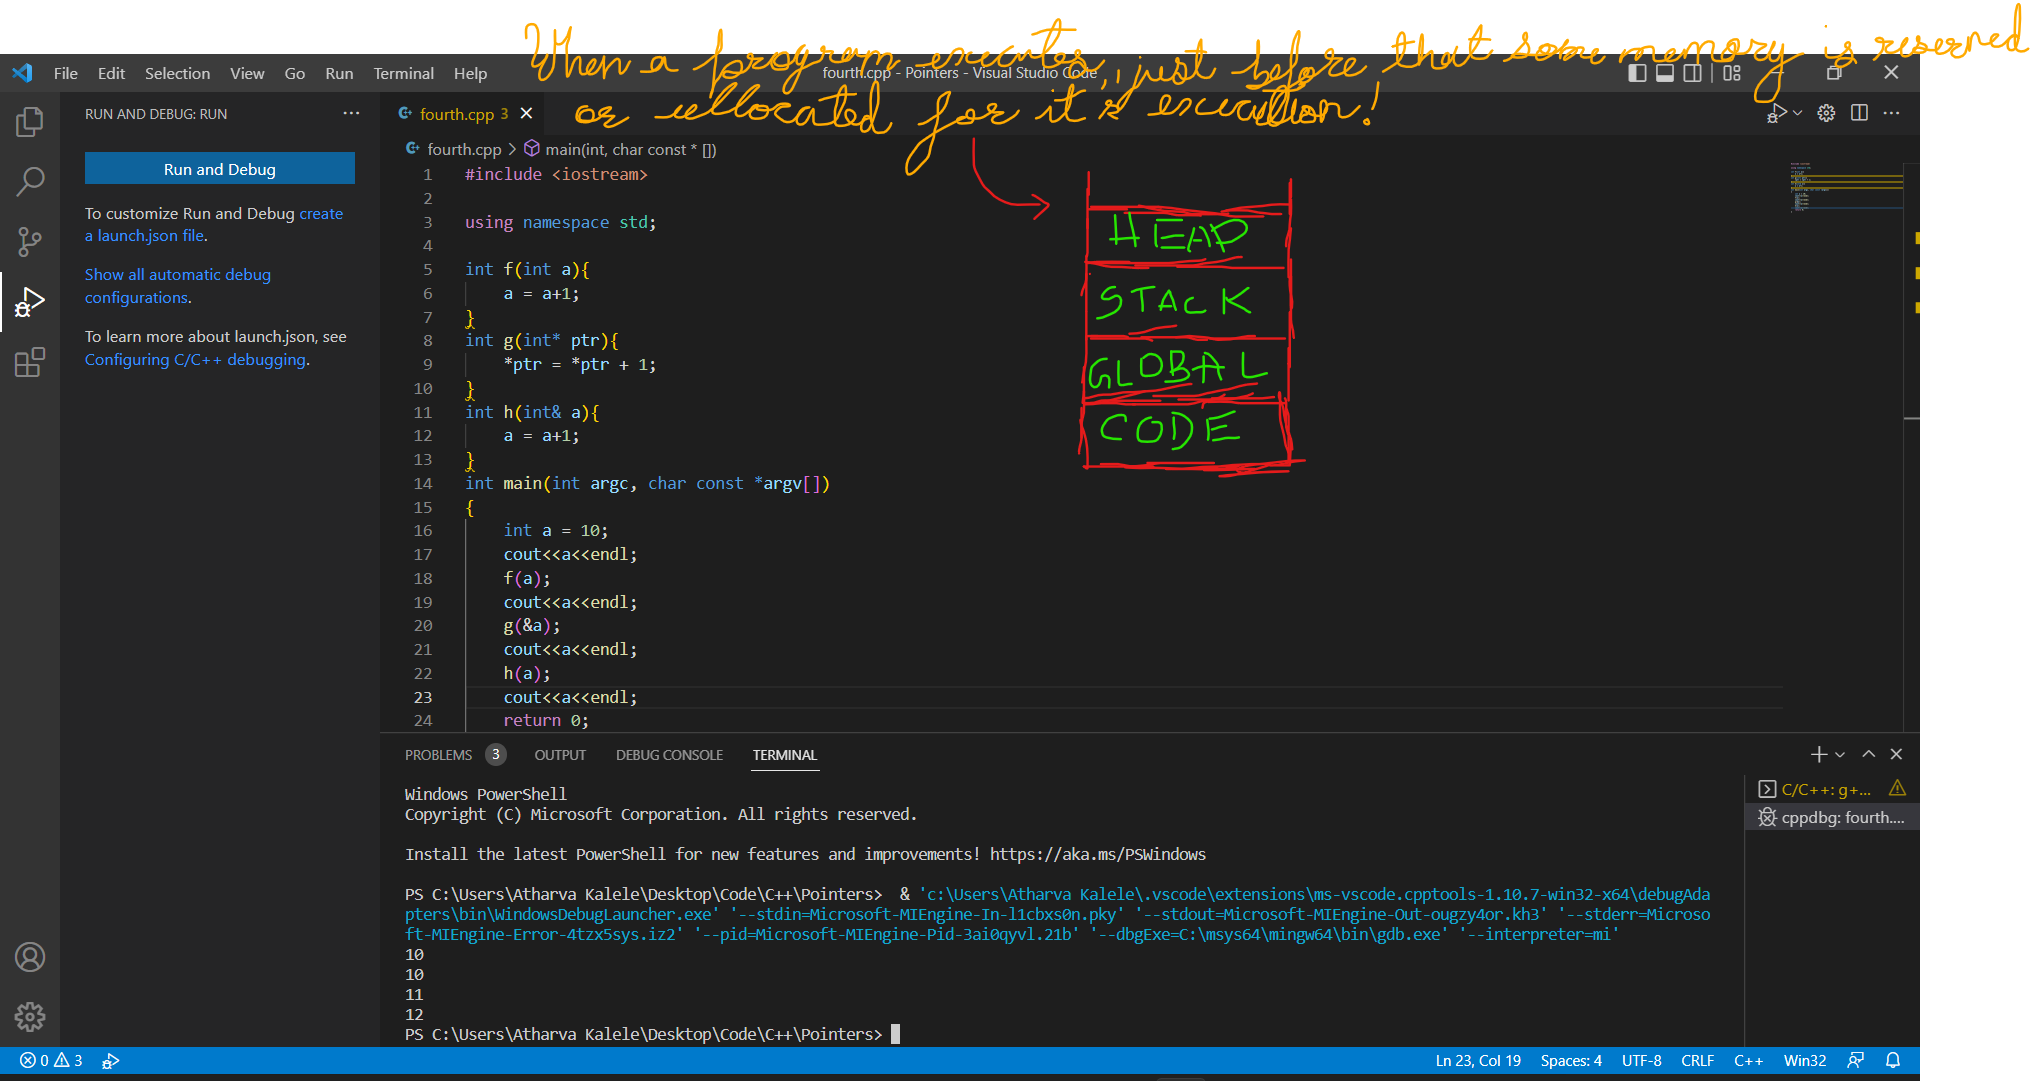 When a program executes, just before that some memory is reserved
or allocated for it's execution!
File Edit Selection View Go Run Terminal Help
fourth.cpp - Pointers - Visual Studio Code
RUN AND DEBUG: RUN
Run and Debug
To customize Run and Debug create
a launch.json file.
Show all automatic debug
configurations.
To learn more about launch.json, see
Configuring C/C++ debugging.
fourth.cpp 3
fourth.cpp > main(int, char const * [])
1 #include <iostream>
2
3 using namespace std;
4
5 int f(int a){
6 a = a+1;
7 }
8 int g(int* ptr){
9 *ptr = *ptr + 1;
10 }
11 int h(int& a){
12 a = a+1;
13 }
14 int main(int argc, char const *argv[])
15 {
16 int a = 10;
17 cout<<a<<endl;
18 f(a);
19 cout<<a<<endl;
20 g(&a);
21 cout<<a<<endl;
22 h(a);
23 cout<<a<<endl;
24 return 0;
HEAP
STACK
GLOBAL
CODE
PROBLEMS 3 OUTPUT DEBUG CONSOLE TERMINAL
Windows PowerShell
Copyright (C) Microsoft Corporation. All rights reserved.
Install the latest PowerShell for new features and improvements! https://aka.ms/PSWindows
PS C:\Users\Atharva Kalele\Desktop\Code\C++\Pointers>  & 'c:\Users\Atharva Kalele\.vscode\extensions\ms-vscode.cpptools-1.10.7-win32-x64\debugAda
pters\bin\WindowsDebugLauncher.exe' '--stdin=Microsoft-MIEngine-In-l1cbxs0n.pky' '--stdout=Microsoft-MIEngine-Out-ougzy4or.kh3' '--stderr=Microso
ft-MIEngine-Error-4tzx5sys.iz2' '--pid=Microsoft-MIEngine-Pid-3ai0qyvl.21b' '--dbgExe=C:\msys64\mingw64\bin\gdb.exe' '--interpreter=mi'
10
10
11
12
PS C:\Users\Atharva Kalele\Desktop\Code\C++\Pointers>
C/C++: g+...
cppdbg: fourth....
0 3
Ln 23, Col 19 Spaces: 4 UTF-8 CRLF C++ Win32